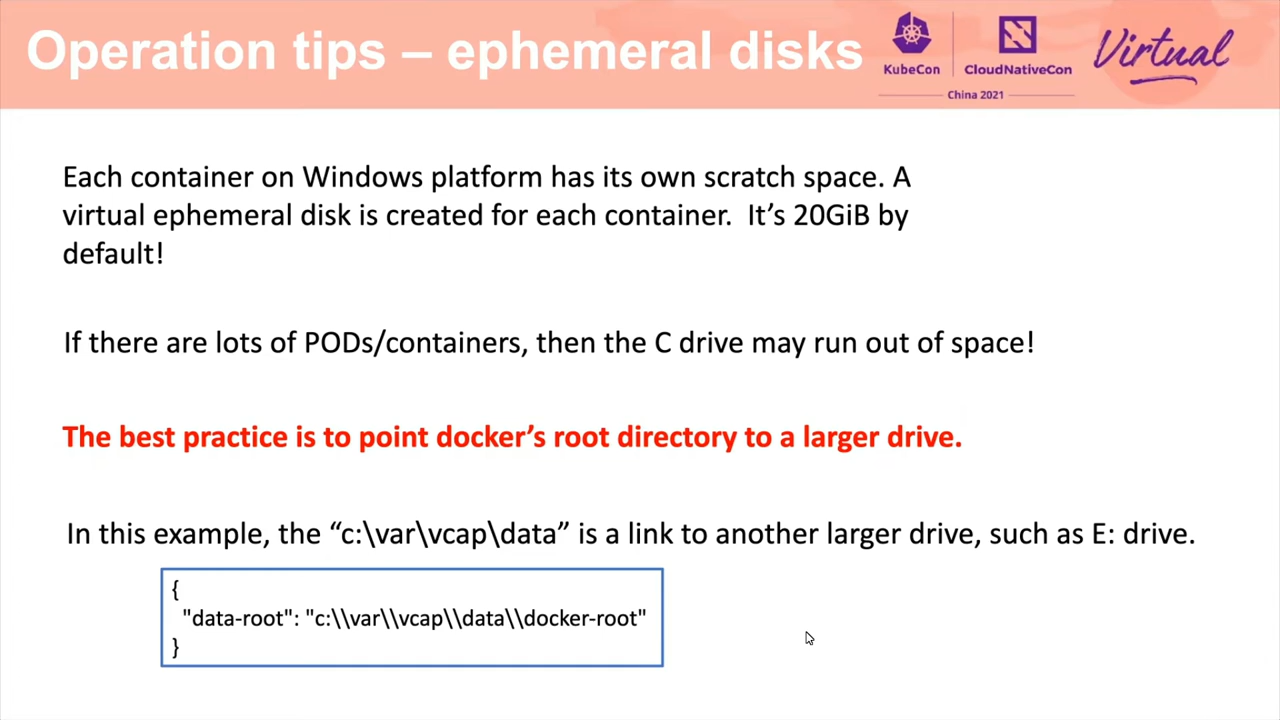 Operation tips – ephemeral disks
KubeCon
CloudNativeCon
China 2021
Virtual
Each container on Windows platform has its own scratch space. A
virtual ephemeral disk is created for each container.  It’s 20GiB by
default!
If there are lots of PODs/containers, then the C drive may run out of space!
The best practice is to point docker’s root directory to a larger drive.
In this example, the “c:\var\vcap\data” is a link to another larger drive, such as E: drive.
{
"data-root": "c:\\var\\vcap\\data\\docker-root"
}